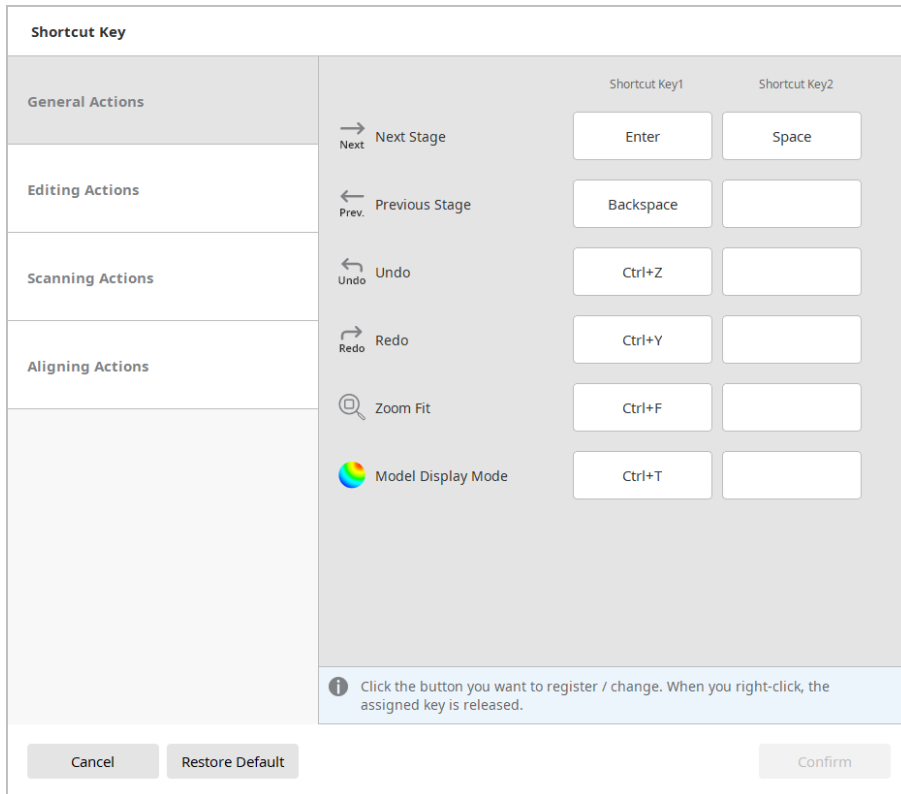 Shortcut Key
General Actions
Editing Actions
Scanning Actions
Aligning Actions
Shortcut Key1 Shortcut Key2
Next Next Stage Enter Space
Prev. Previous Stage Backspace
Undo Undo Ctrl+Z
Redo Redo Ctrl+Y
Zoom Fit Ctrl+F
Model Display Mode Ctrl+T
Click the button you want to register / change. When you right-click, the
assigned key is released.
Cancel Restore Default Confirm